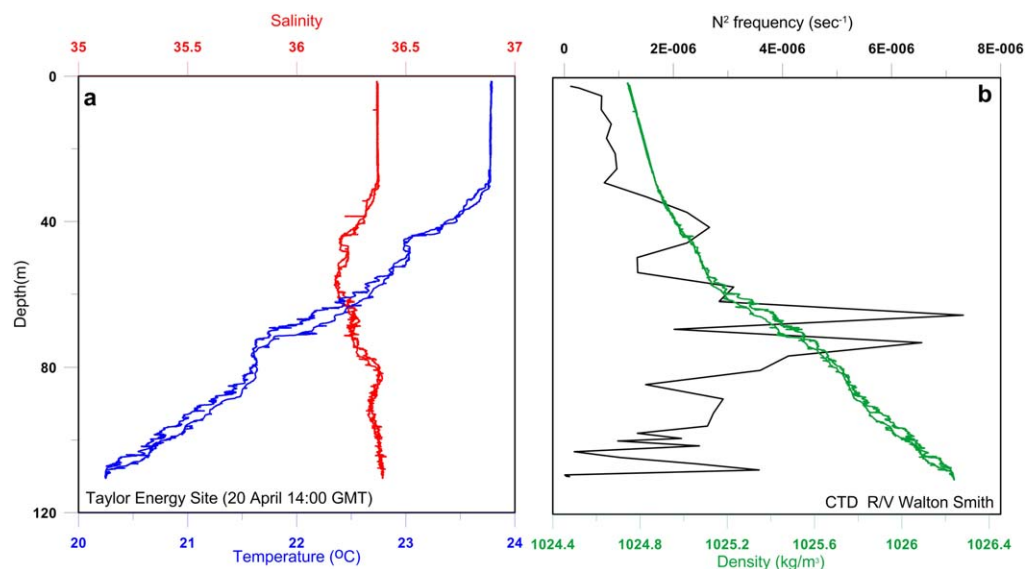 Salinity
35 35.5 36 36.5 37
N² frequency (sec⁻¹)
0 2E-006 4E-006 6E-006 8E-006
0
40
80
120
Depth(m)
a
b
Taylor Energy Site (20 April 14:00 GMT)
CTD R/V Walton Smith
20 21 22 23 24
Temperature (ºC)
1024.4 1024.8 1025.2 1025.6 1026 1026.4
Density (kg/m³)